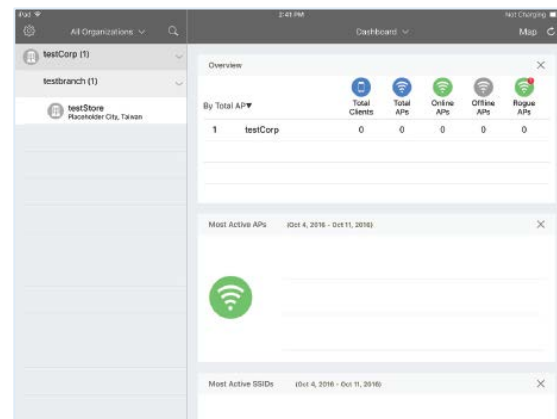 iPad 2:41 PM Not Charging
All Organizations Dashboard Map
testCorp (1)
testbranch (1)
testStore
Placeholder City, Taiwan
Overview
By Total AP▼ Total Clients Total APs Online APs Offline APs Rogue APs
1 testCorp 0 0 0 0 0
Most Active APs (Oct 4, 2016 - Oct 11, 2016)
Most Active SSIDs (Oct 4, 2016 - Oct 11, 2016)